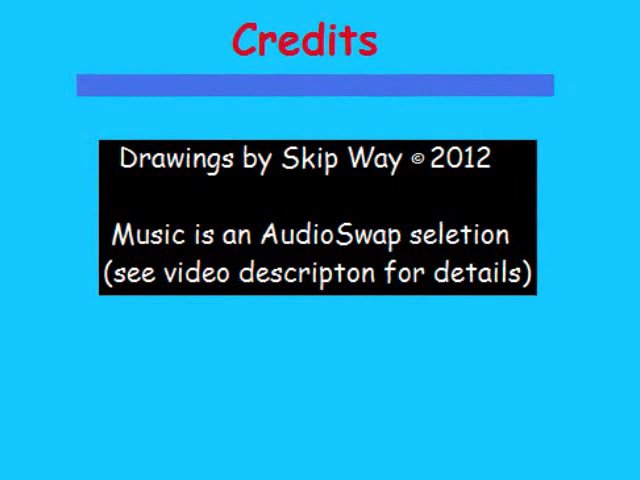 Credits
Drawings by Skip Way © 2012
Music is an AudioSwap seletion
(see video descripton for details)